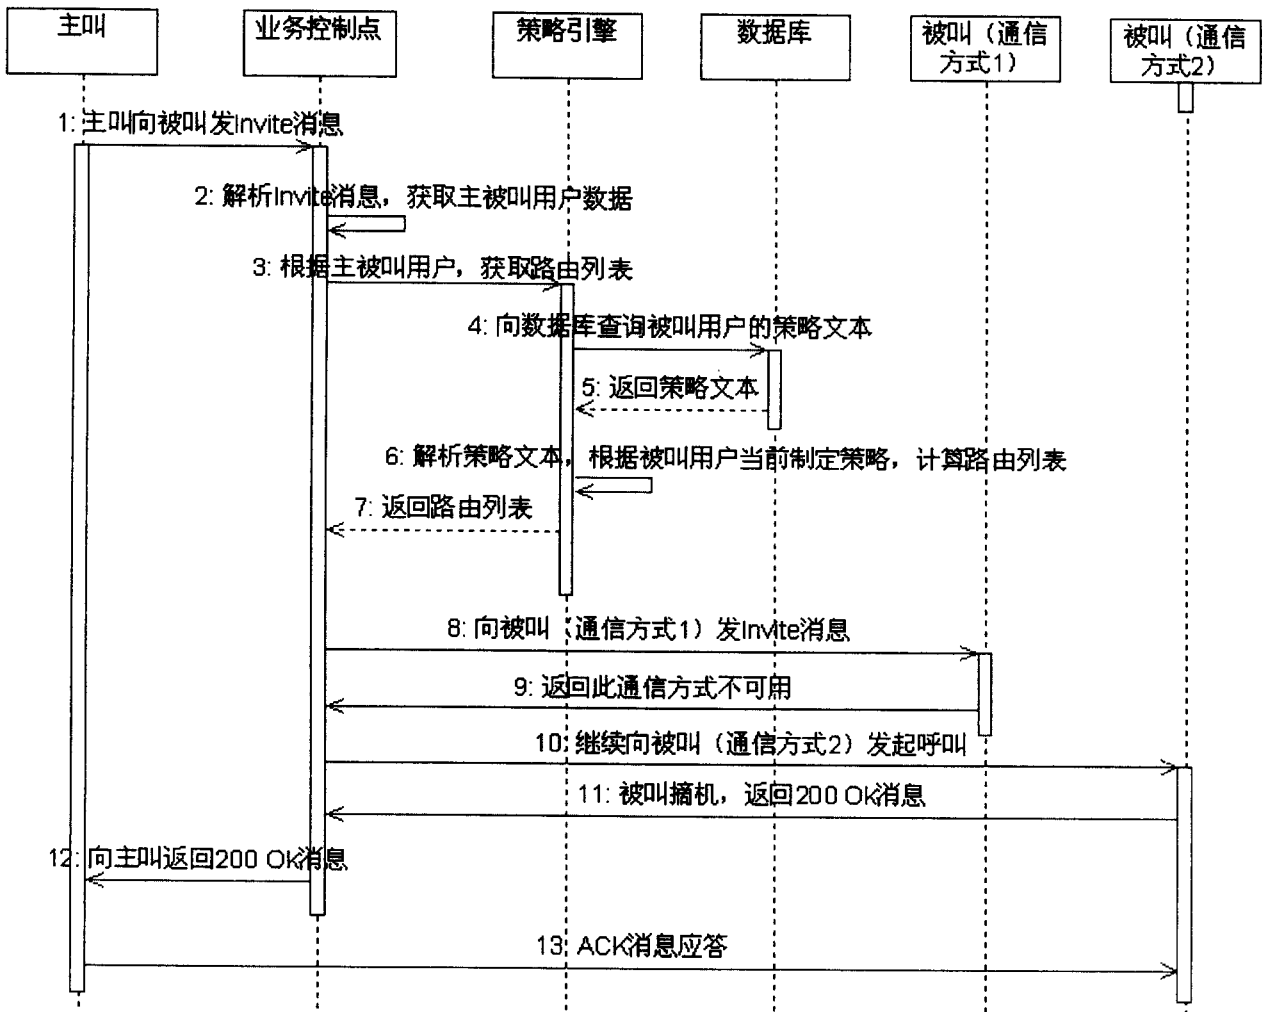 主叫
业务控制点
策略引擎
数据库
被叫（通信
方式1）
被叫（通信
方式2）
1: 主叫向被叫发Invite消息
2: 解析Invite消息，获取主被叫用户数据
3: 根据主被叫用户，获取路由列表
4: 向数据库查询被叫用户的策略文本
5: 返回策略文本
6: 解析策略文本，根据被叫用户当前制定策略，计算路由列表
7: 返回路由列表
8: 向被叫（通信方式1）发Invite消息
9: 返回此通信方式不可用
10: 继续向被叫（通信方式2）发起呼叫
11: 被叫摘机，返回200 OK消息
12: 向主叫返回200 OK消息
13: ACK消息应答